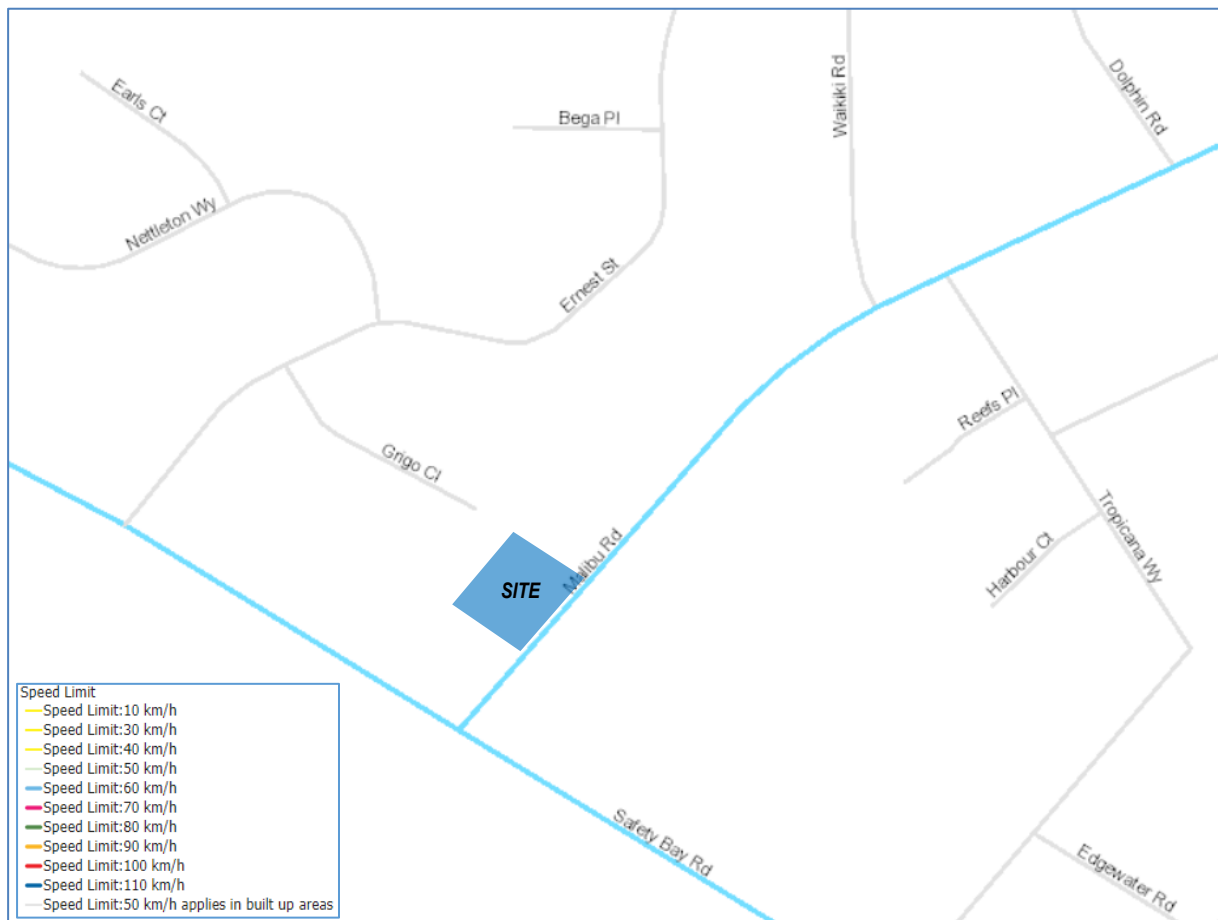 Earls Ct
Bega Pl
Waikiki Rd
Dolphin Rd
Nettleton Wy
Ernest St
Grigo Cl
Reefs Pl
Malibu Rd
SITE
Tropicana Wy
Harbour Ct
Safety Bay Rd
Edgewater Rd
Speed Limit
Speed Limit:10 km/h
Speed Limit:30 km/h
Speed Limit:40 km/h
Speed Limit:50 km/h
Speed Limit:60 km/h
Speed Limit:70 km/h
Speed Limit:80 km/h
Speed Limit:90 km/h
Speed Limit:100 km/h
Speed Limit:110 km/h
Speed Limit:50 km/h applies in built up areas